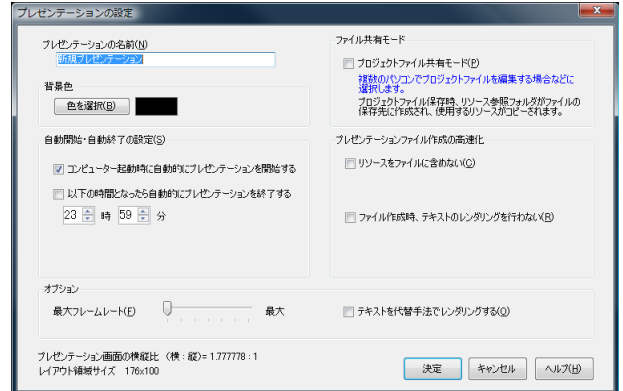 プレゼンテーションの設定
プレゼンテーションの名前(N)
新規プレゼンテーション
背景色
色を選択(B)
自動開始・自動終了の設定(S)
コンピューター起動時に自動的にプレゼンテーションを開始する
以下の時間となったら自動的にプレゼンテーションを終了する
23 時 59 分
ファイル共有モード
プロジェクトファイル共有モード(P)
複数のパソコンでプロジェクトファイルを編集する場合などに
選択します。
プロジェクトファイル保存時、リソース参照フォルダがファイルの
保存先に作成され、使用するリソースがコピーされます。
プレゼンテーションファイル作成の高速化
リソースをファイルに含めない(C)
ファイル作成時、テキストのレンダリングを行わない(R)
オプション
最大フレームレート(F) 最大
テキストを代替手法でレンダリングする(O)
プレゼンテーション画面の横縦比 (横:縦)= 1.777778 : 1
レイアウト領域サイズ 176x100
決定 キャンセル ヘルプ(H)